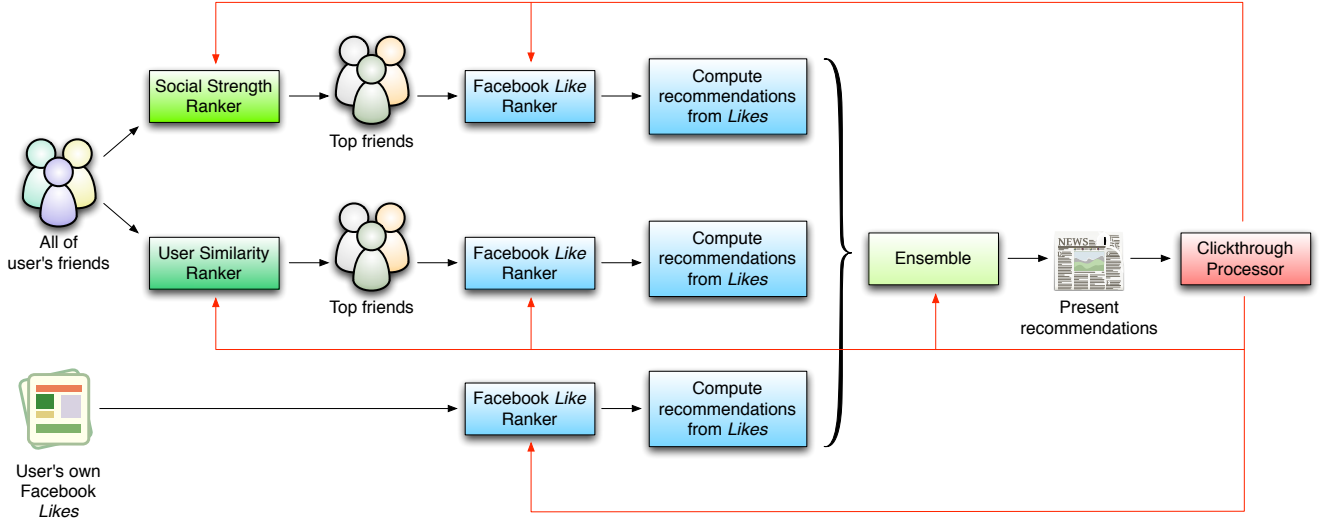 Social Strength
Ranker
Top friends
Facebook Like
Ranker
Compute
recommendations
from Likes
All of
user's friends
User Similarity
Ranker
Top friends
Facebook Like
Ranker
Compute
recommendations
from Likes
Ensemble
NEWS
Present
recommendations
Clickthrough
Processor
User's own
Facebook
Likes
Facebook Like
Ranker
Compute
recommendations
from Likes